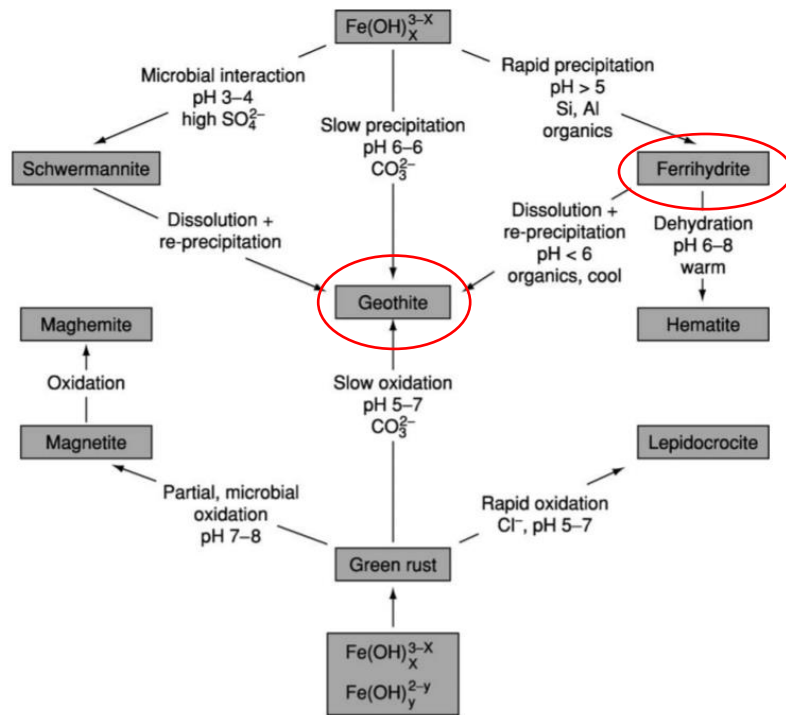 Fe(OH)ₓ³⁻ˣ
Microbial interaction
pH 3–4
high SO₄²⁻
Slow precipitation
pH 6–6
CO₃²⁻
Rapid precipitation
pH > 5
Si, Al
organics
Schwermannite
Ferrihydrite
Dissolution +
re-precipitation
Dissolution +
re-precipitation
pH < 6
organics, cool
Dehydration
pH 6–8
warm
Geothite
Maghemite
Hematite
Oxidation
Slow oxidation
pH 5–7
CO₃²⁻
Magnetite
Lepidocrocite
Partial, microbial
oxidation
pH 7–8
Rapid oxidation
Cl⁻, pH 5–7
Green rust
Fe(OH)ₓ³⁻ˣ
Fe(OH)ᵧ²⁻ʸ